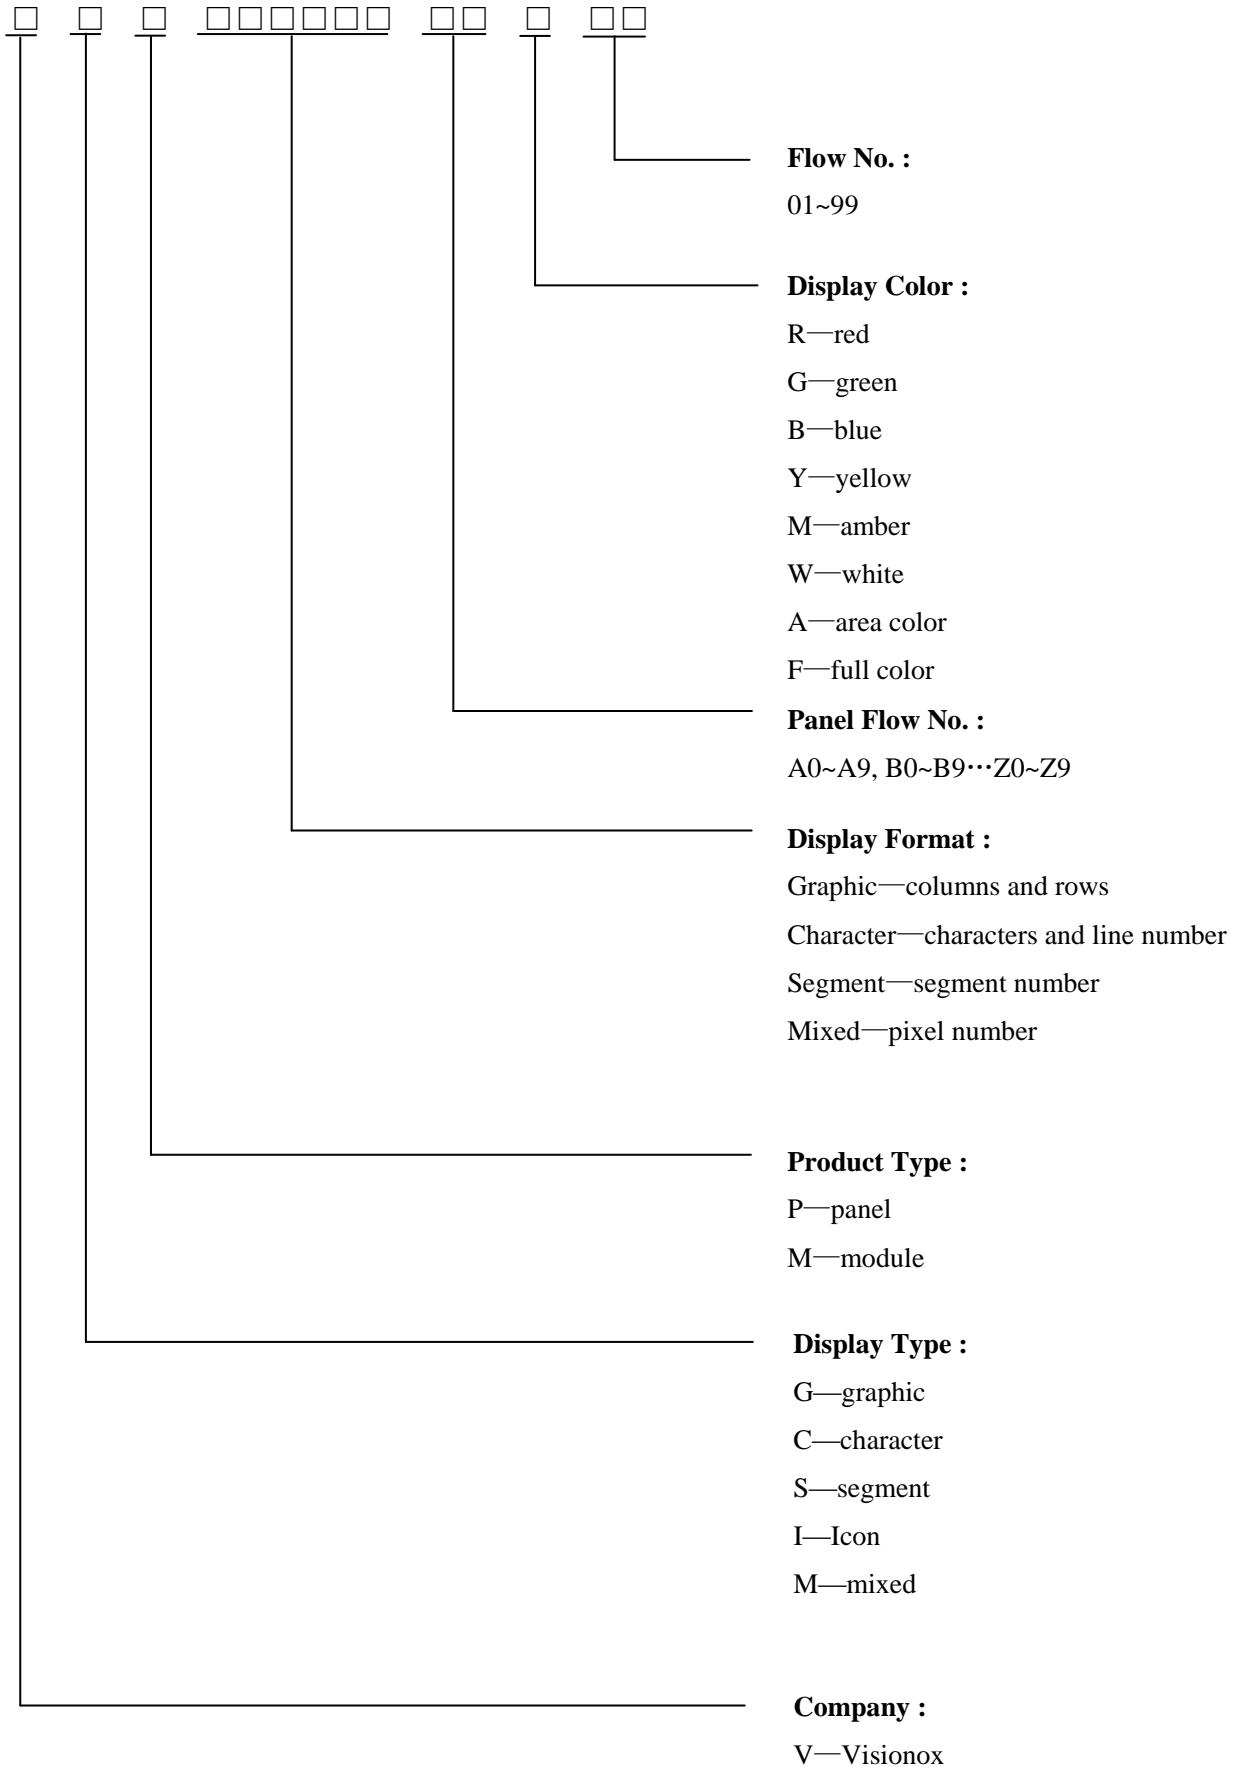 □ □ □ □□□□□□ □□ □ □□
Flow No. :
01~99
Display Color :
R—red
G—green
B—blue
Y—yellow
M—amber
W—white
A—area color
F—full color
Panel Flow No. :
A0~A9, B0~B9⋯Z0~Z9
Display Format :
Graphic—columns and rows
Character—characters and line number
Segment—segment number
Mixed—pixel number
Product Type :
P—panel
M—module
Display Type :
G—graphic
C—character
S—segment
I—Icon
M—mixed
Company :
V—Visionox